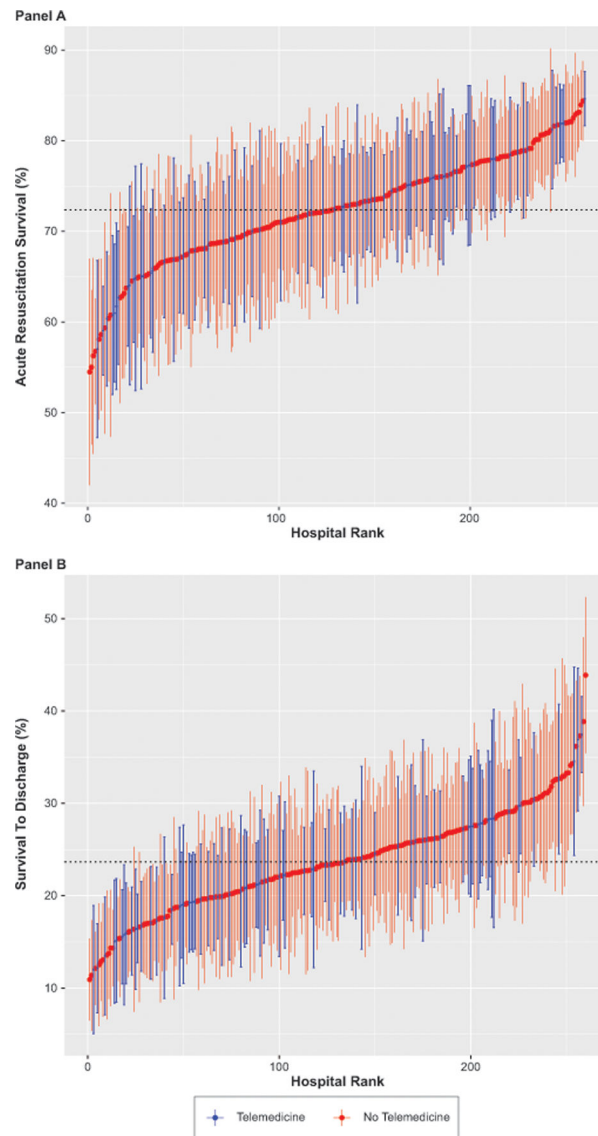 Panel A
90
80
70
60
50
40
Acute Resuscitation Survival (%)
0
100
200
Hospital Rank
Panel B
50
40
30
20
10
Survival To Discharge (%)
0
100
200
Hospital Rank
Telemedicine
No Telemedicine